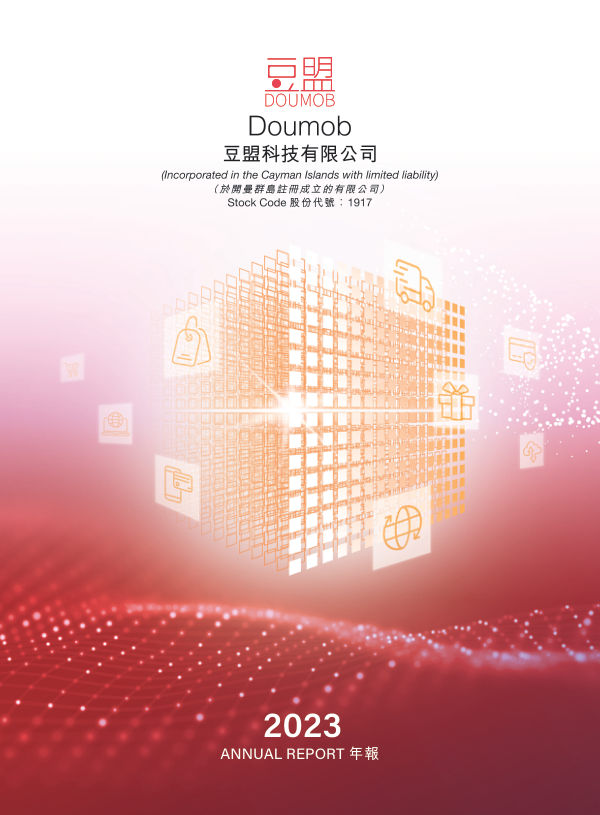 豆盟
DOUMOB
Doumob
豆盟科技有限公司
(Incorporated in the Cayman Islands with limited liability)
（於開曼群島註冊成立的有限公司）
Stock Code 股份代號：1917
2023
ANNUAL REPORT 年報